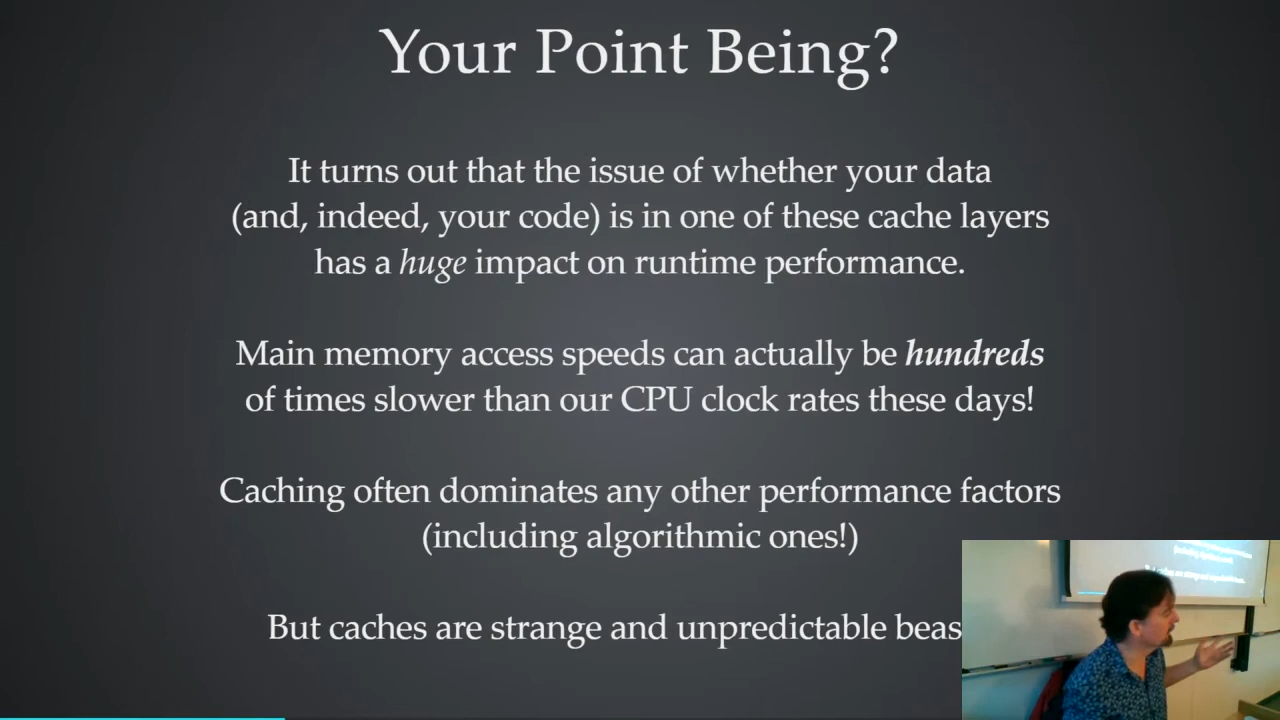 Your Point Being?
It turns out that the issue of whether your data
(and, indeed, your code) is in one of these cache layers
has a huge impact on runtime performance.
Main memory access speeds can actually be hundreds
of times slower than our CPU clock rates these days!
Caching often dominates any other performance factors
(including algorithmic ones!)
But caches are strange and unpredictable beas